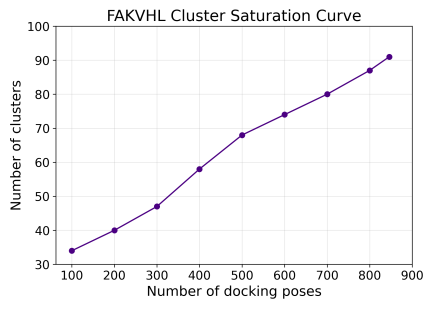 FAKVHL Cluster Saturation Curve
100
90
80
70
60
50
40
30
Number of clusters
100 200 300 400 500 600 700 800 900
Number of docking poses